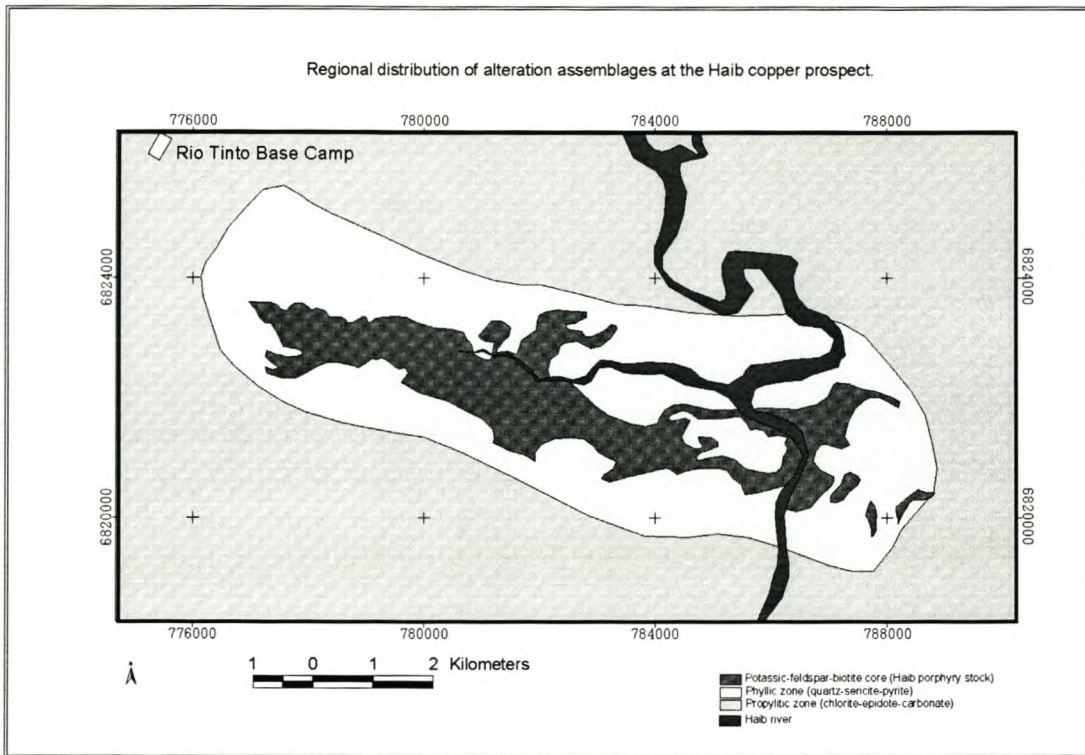 Regional distribution of alteration assemblages at the Haib copper prospect.
776000 780000 784000 788000
Rio Tinto Base Camp
6824000 6824000
6820000 6820000
776000 780000 784000 788000
1 0 1 2 Kilometers
Potassic-feldspar-biotite core (Haib porphyry stock)
Phyllic zone (quartz-sericite-pyrite)
Propylitic zone (chlorite-epidote-carbonate)
Haib river